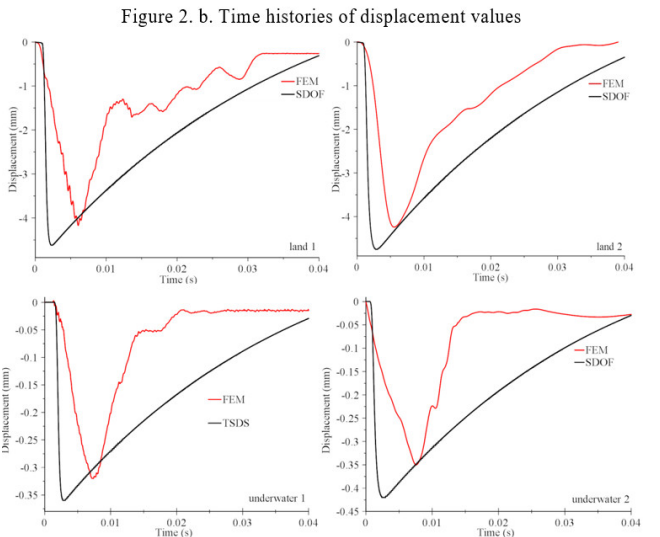 Figure 2. b. Time histories of displacement values
0
-1
-2
-3
-4
Displacement (mm)
FEM
SDOF
land 1
0 0.01 0.02 0.03 0.04
Time (s)
0
-1
-2
-3
-4
Displacement (mm)
FEM
SDOF
land 2
0 0.01 0.02 0.03 0.04
Time (s)
0
-0.05
-0.1
-0.15
-0.2
-0.25
-0.3
-0.35
Displacement (mm)
FEM
TSDS
underwater 1
0 0.01 0.02 0.03 0.04
Time (s)
0
-0.05
-0.1
-0.15
-0.2
-0.25
-0.3
-0.35
-0.4
-0.45
Displacement (mm)
FEM
SDOF
underwater 2
0 0.01 0.02 0.03 0.04
Time (s)